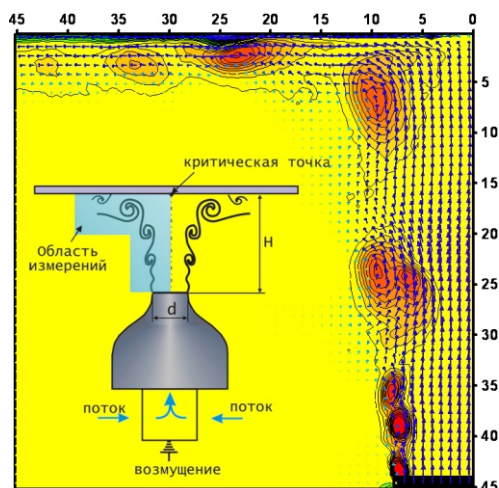 45 40 35 30 25 20 15 10 5 0
5
10
15
20
25
30
35
40
45
критическая точка
Область
измерений
H
d
поток
поток
возмущение